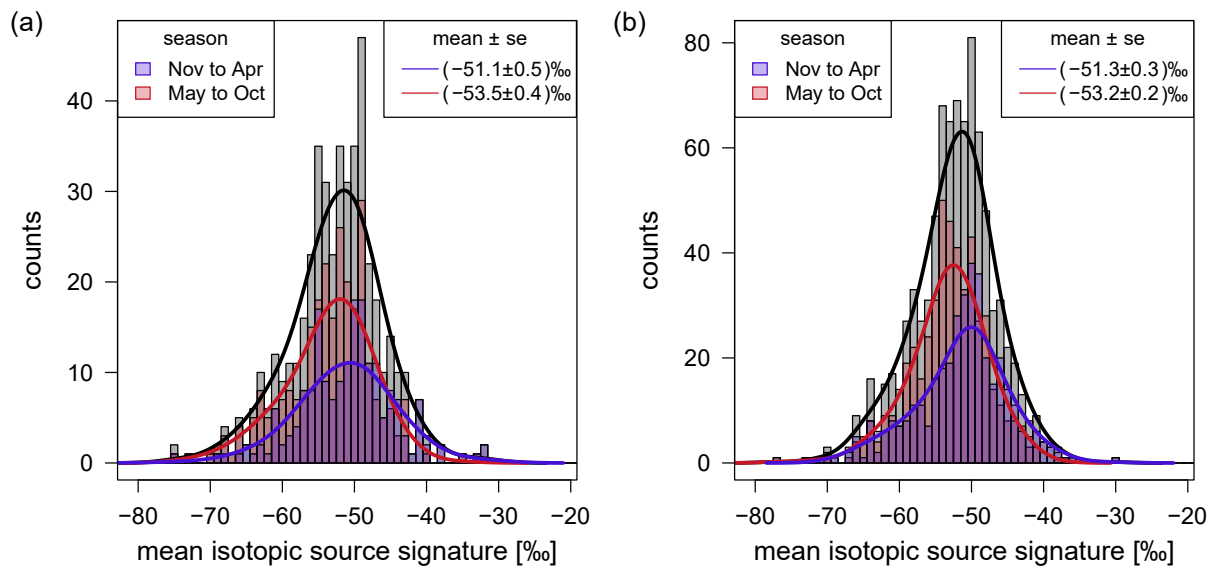 (a)
season
Nov to Apr
May to Oct
mean ± se
(−51.1±0.5)‰
(−53.5±0.4)‰
counts
0
10
20
30
40
−80
−70
−60
−50
−40
−30
−20
mean isotopic source signature [‰]
(b)
season
Nov to Apr
May to Oct
mean ± se
(−51.3±0.3)‰
(−53.2±0.2)‰
counts
0
20
40
60
80
−80
−70
−60
−50
−40
−30
−20
mean isotopic source signature [‰]